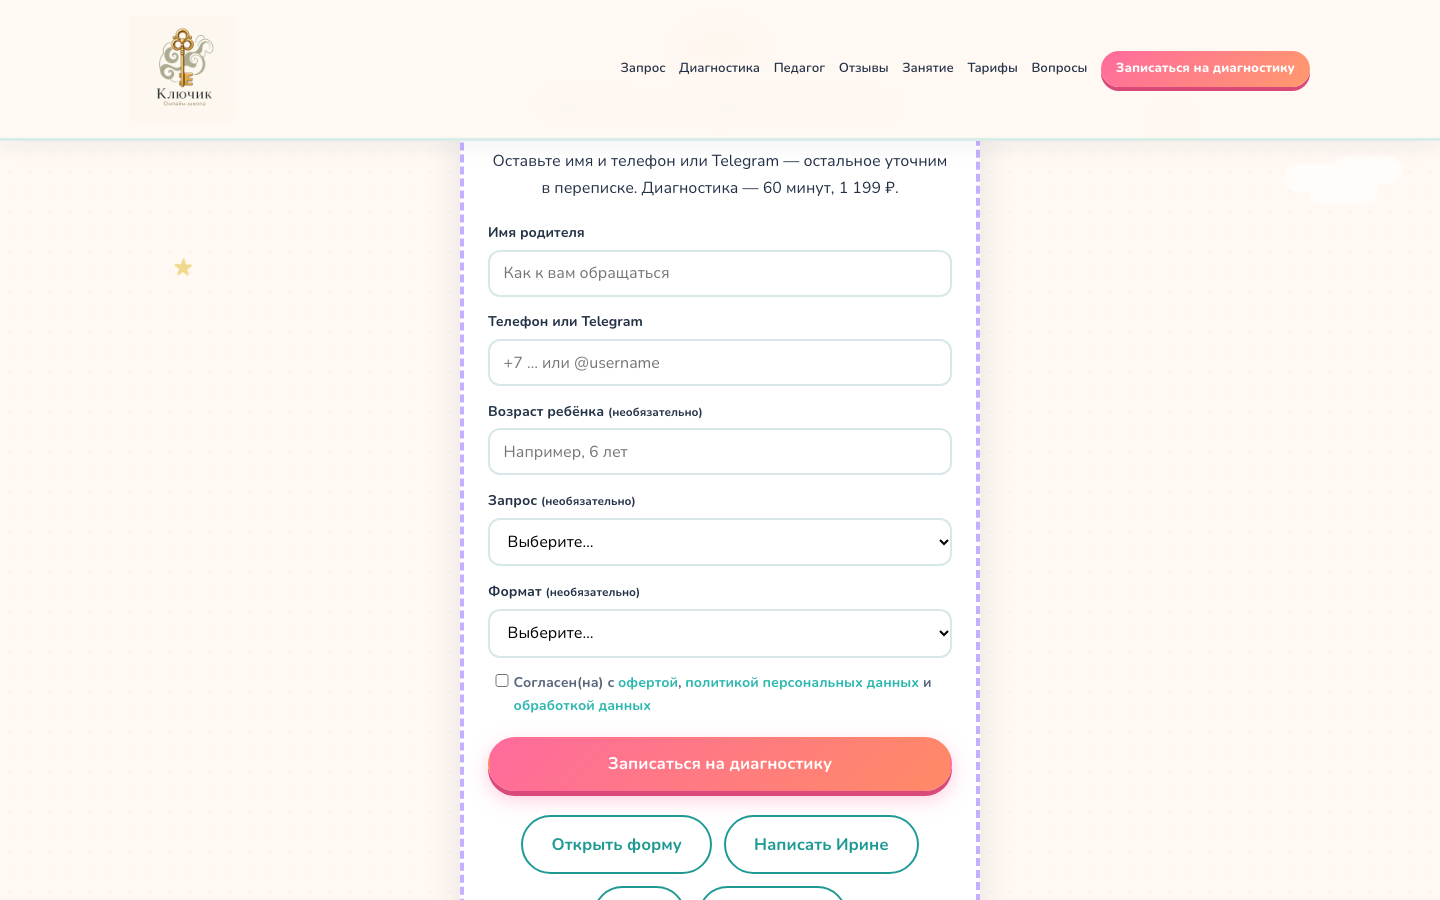 Ключик
Онлайн-школа
Запрос Диагностика Педагог Отзывы Занятие Тарифы Вопросы Записаться на диагностику
Оставьте имя и телефон или Telegram — остальное уточним
в переписке. Диагностика — 60 минут, 1 199 ₽.
Имя родителя
Как к вам обращаться
Телефон или Telegram
+7 ... или @username
Возраст ребёнка (необязательно)
Например, 6 лет
Запрос (необязательно)
Выберите...
Формат (необязательно)
Выберите...
Согласен(на) с офертой, политикой персональных данных и
обработкой данных
Записаться на диагностику
Открыть форму Написать Ирине